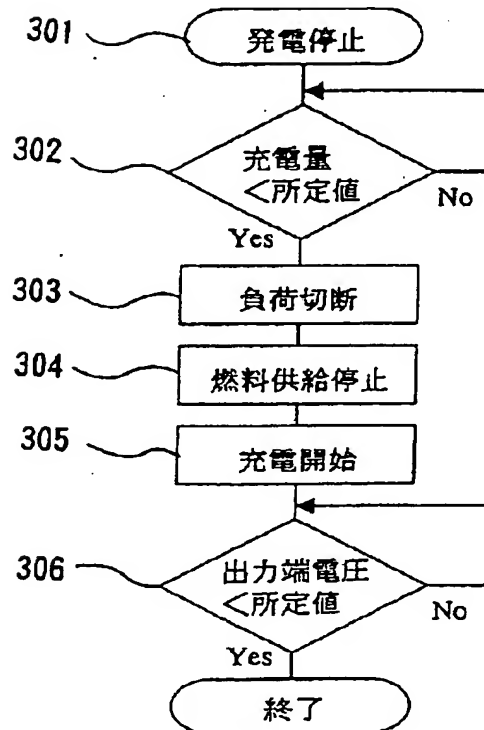 301
発電停止
302
充電量
<所定値
No
Yes
303
負荷切断
304
燃料供給停止
305
充電開始
306
出力端電圧
<所定値
No
Yes
終了